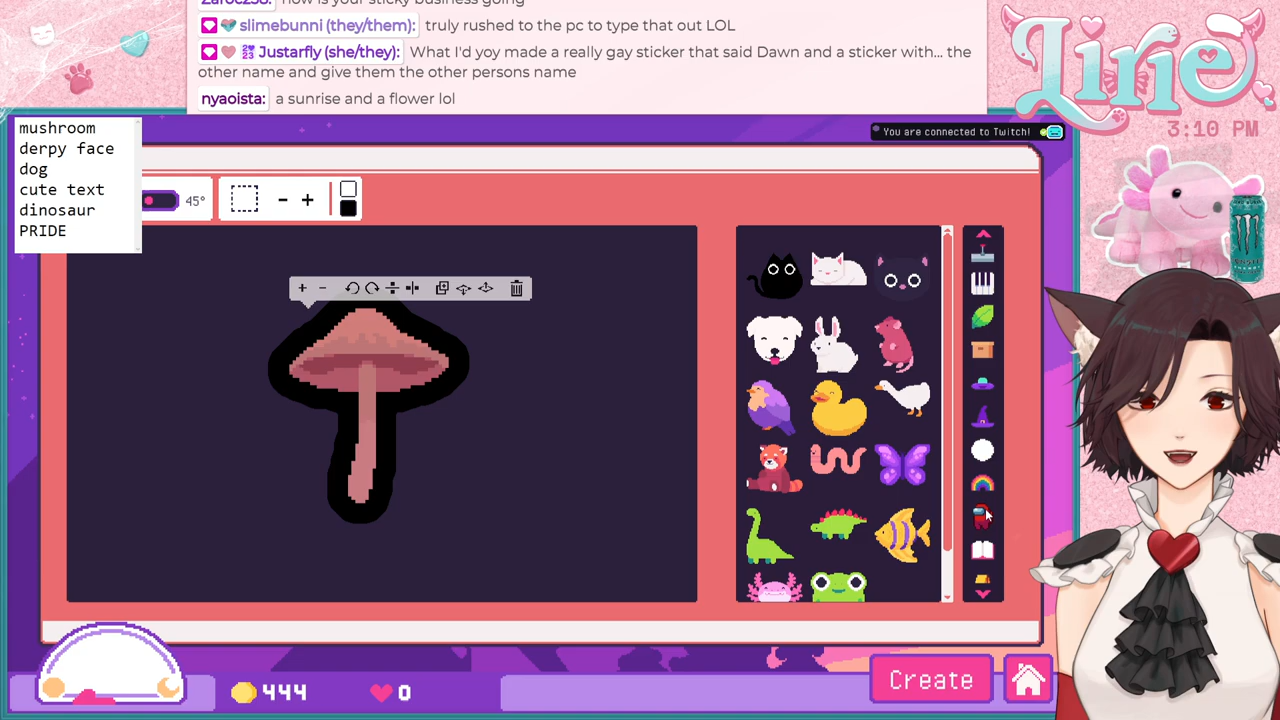 slimebunni (they/them): truly rushed to the pc to type that out LOL
Justarfly (she/they): What I'd yoy made a really gay sticker that said Dawn and a sticker with... the
other name and give them the other persons name
nyaoista: a sunrise and a flower lol
Lirie
3:10 PM
You are connected to Twitch!
mushroom
derpy face
dog
cute text
dinosaur
PRIDE
45°
444
0
Create